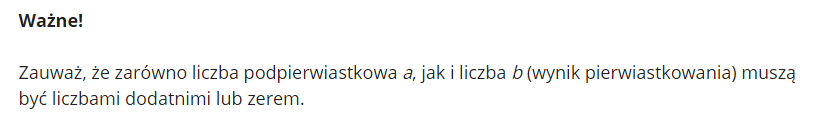 Ważne!
Zauważ, że zarówno liczba podpierwiastkowa a, jak i liczba b (wynik pierwiastkowania) muszą
być liczbami dodatnimi lub zerem.